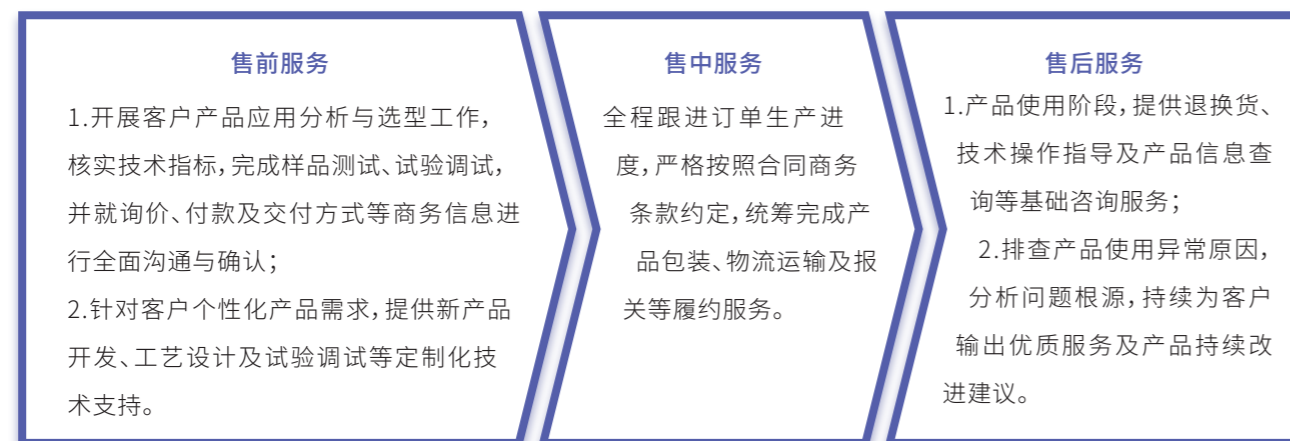 售前服务
1.开展客户产品应用分析与选型工作,
核实技术指标,完成样品测试、试验调试,
并就询价、付款及交付方式等商务信息进
行全面沟通与确认;
2.针对客户个性化产品需求,提供新产品
开发、工艺设计及试验调试等定制化技
术支持。
售中服务
全程跟进订单生产进
度,严格按照合同商务
条款约定,统筹完成产
品包装、物流运输及报
关等履约服务。
售后服务
1.产品使用阶段,提供退换货、
技术操作指导及产品信息查
询等基础咨询服务;
2.排查产品使用异常原因,
分析问题根源,持续为客户
输出优质服务及产品持续改
进建议。